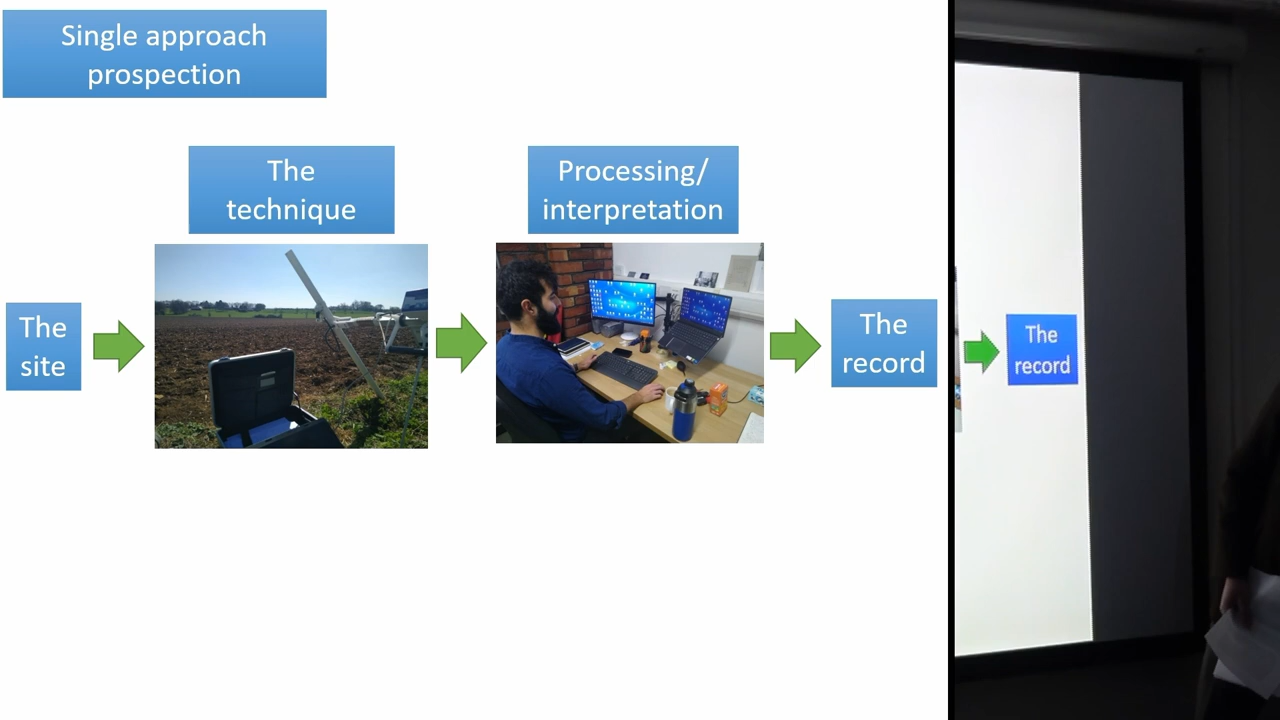 Single approach
prospection
The
technique
Processing/
interpretation
The
site
The
record
The
record